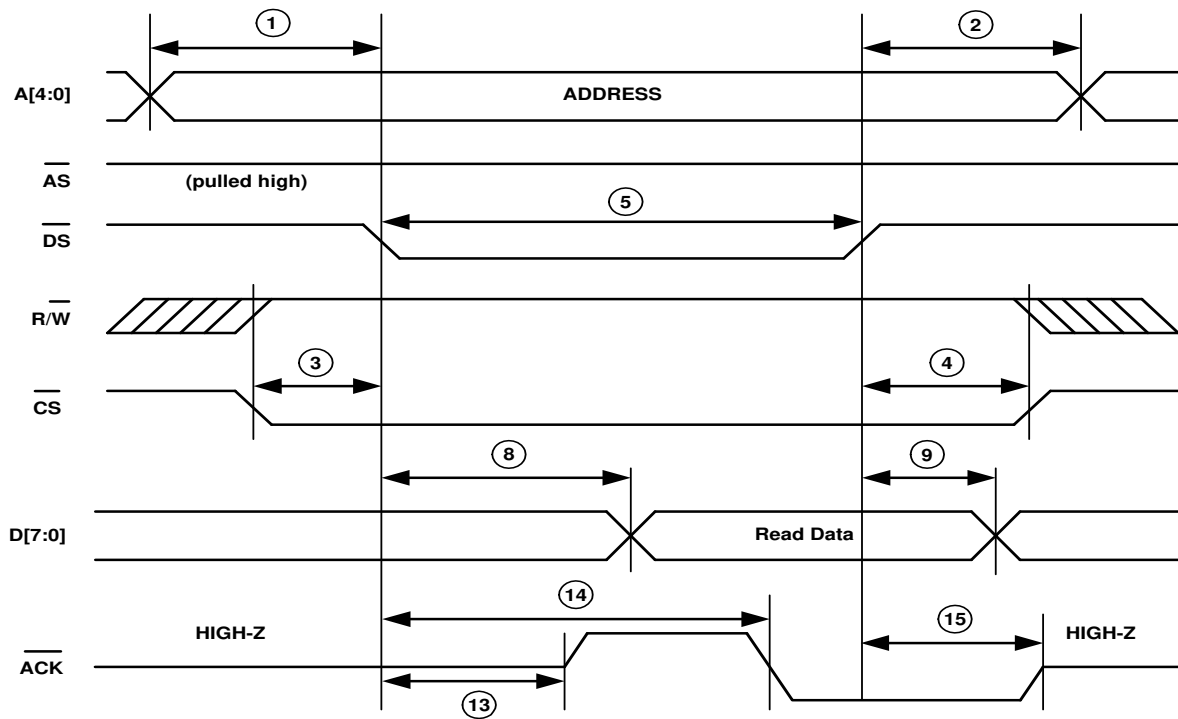 1
2
A[4:0]
ADDRESS
AS
(pulled high)
5
DS
R/W
3
4
CS
8
9
D[7:0]
Read Data
14
HIGH-Z
15
HIGH-Z
ACK
13